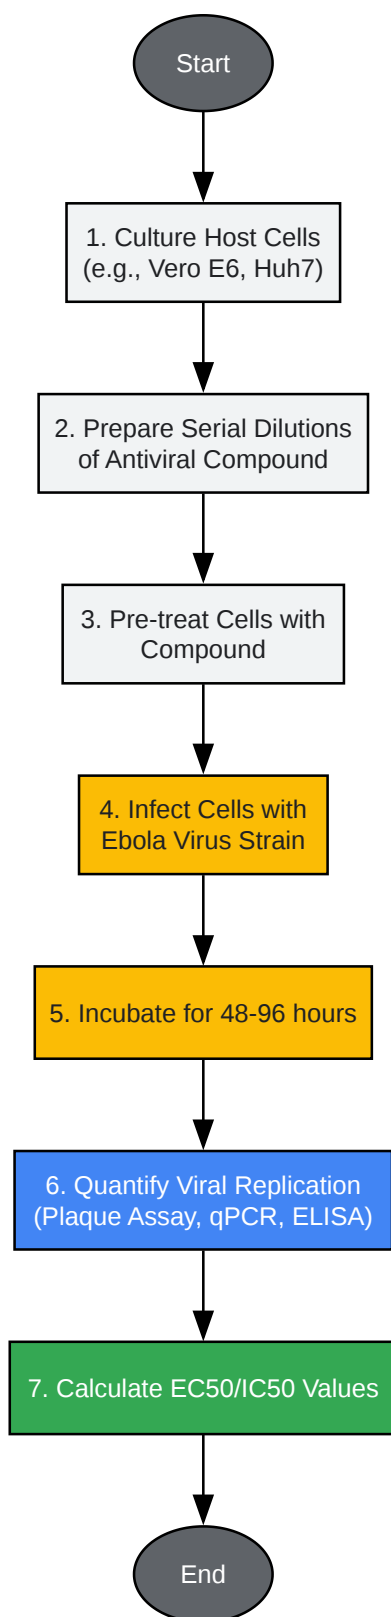 Start
1. Culture Host Cells
(e.g., Vero E6, Huh7)
2. Prepare Serial Dilutions
of Antiviral Compound
3. Pre-treat Cells with
Compound
4. Infect Cells with
Ebola Virus Strain
5. Incubate for 48-96 hours
6. Quantify Viral Replication
(Plaque Assay, qPCR, ELISA)
7. Calculate EC50/IC50 Values
End